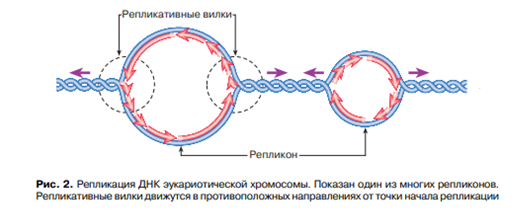 Репликативные вилки
Репликон
Рис. 2. Репликация ДНК эукариотической хромосомы. Показан один из многих репликонов.
Репликативные вилки движутся в противоположных направлениях от точки начала репликации